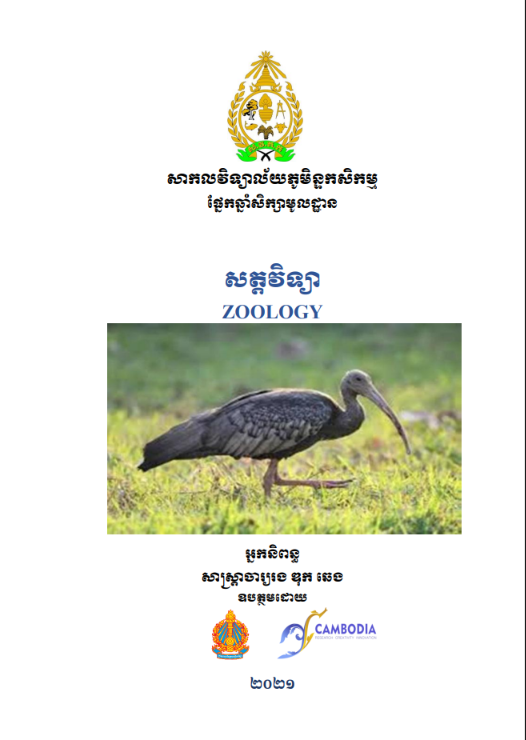 សាកលវិទ្យាល័យភូមិន្ទកសិកម្ម
ផ្នែកឆ្នាំសិក្សាមូលដ្ឋាន
សត្តវិទ្យា
ZOOLOGY
អ្នកនិពន្ធ
សាស្ត្រាចារ្យរង ឌុក ឆេង
ឧបត្ថមដោយ
CAMBODIA
២០២១